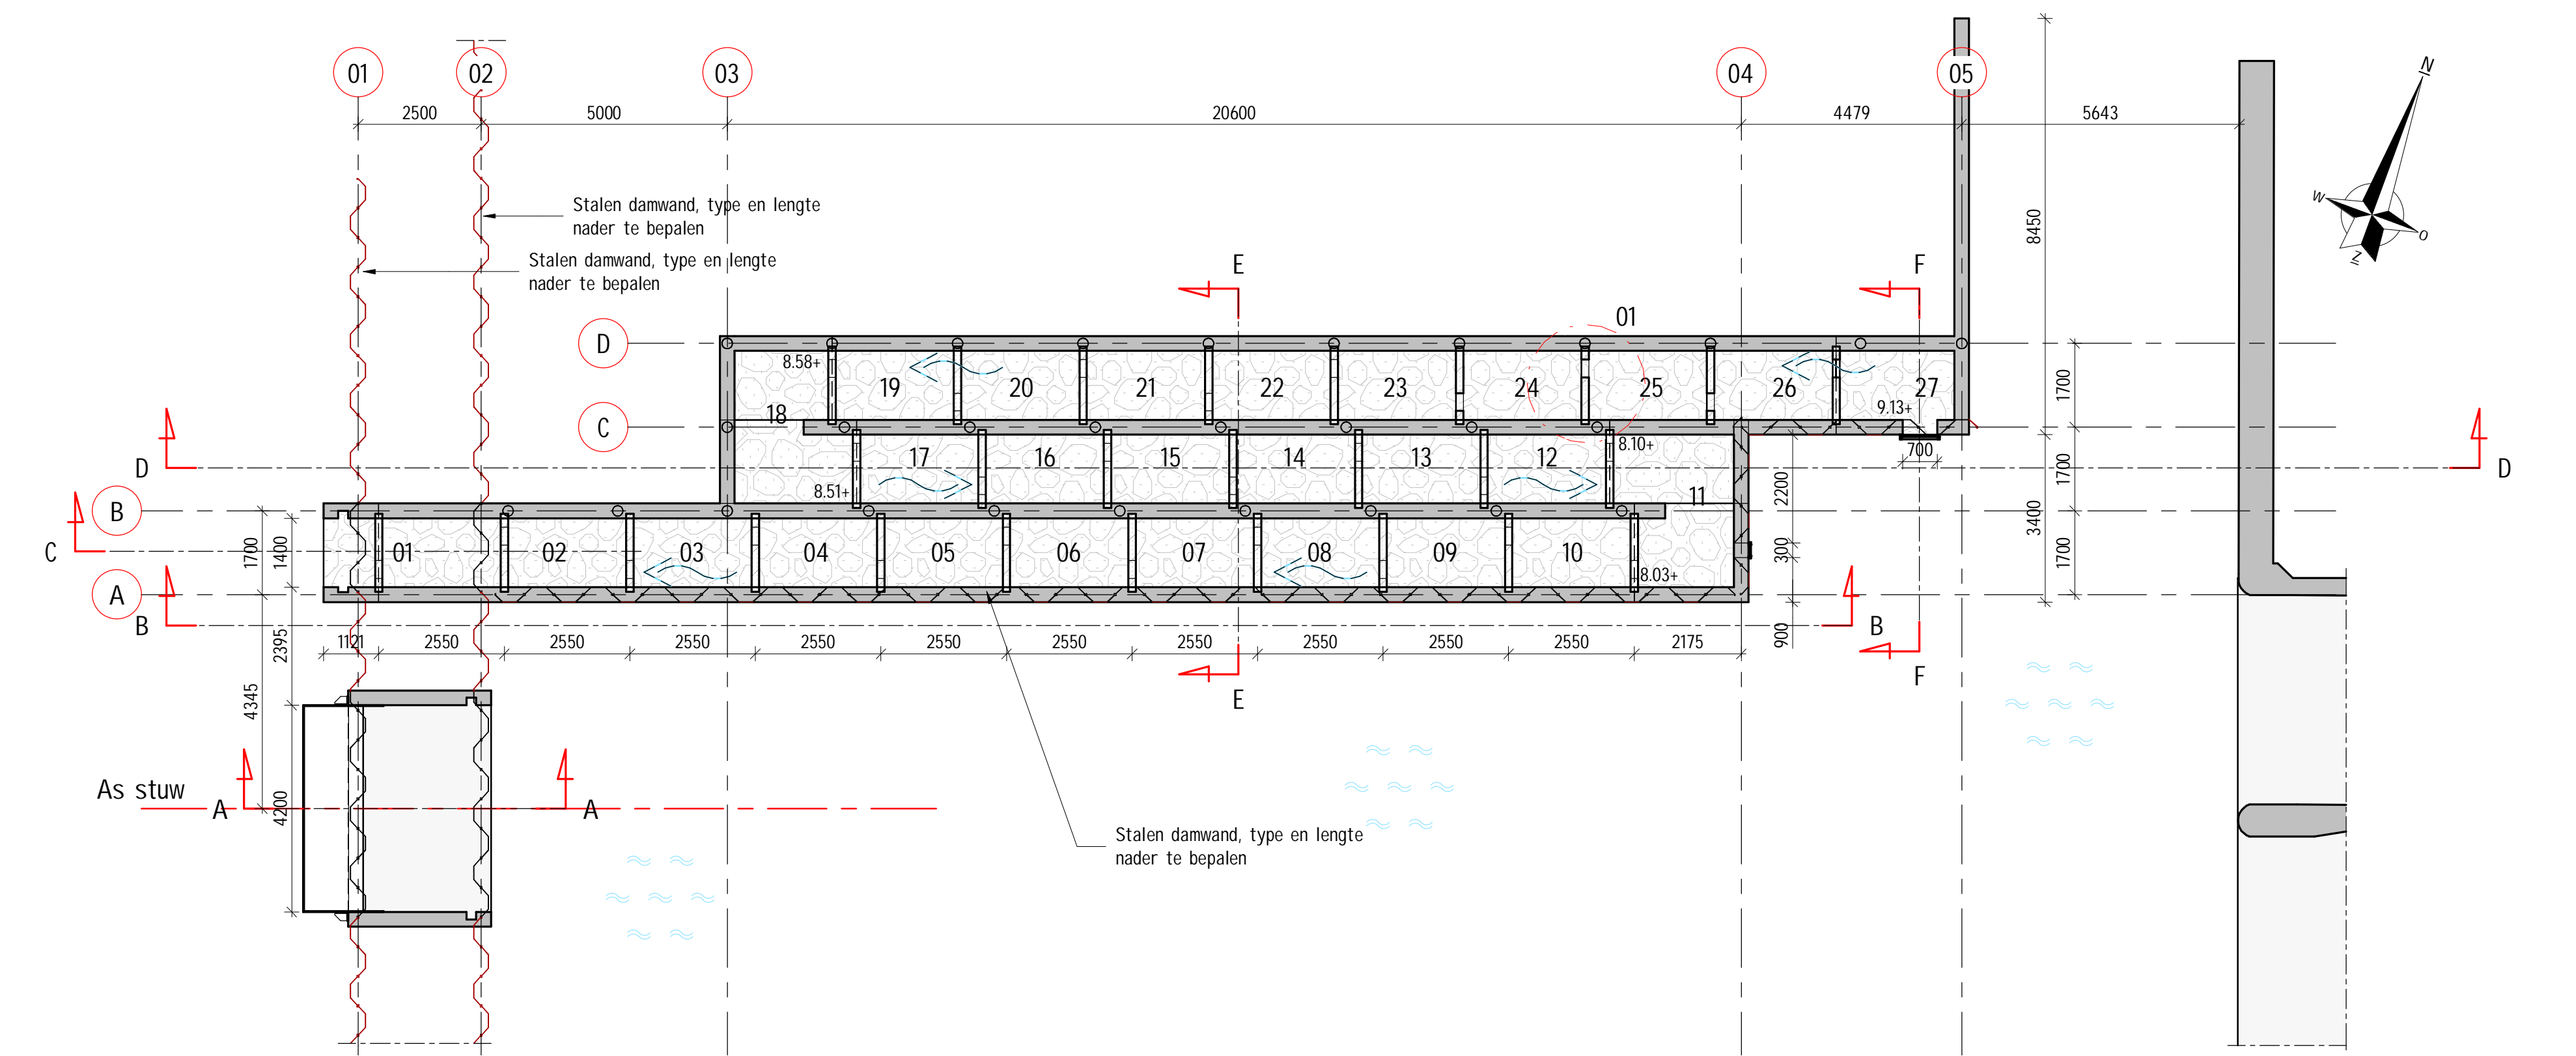 01 02 03 04 05
N
W
O
Z
2500 5000 20600 4479 5643
Stalen damwand, type en lengte
nader te bepalen
Stalen damwand, type en lengte
nader te bepalen
8450
E F
01
D
8.58+
19 20 21 22 23 24 25 26 27
1700
9.13+
C
18
8.10+
700
D
17 16 15 14 13 12
1700
D
8.51+
11
2200
3400
B
C
1700
1400
01 02 03 04 05 06 07 08 09 10
300
1700
8.03+
A
B
B
900
2395
1121 2550 2550 2550 2550 2550 2550 2550 2550 2550 2550 2175
E
F
4345
As stuw
A
4200
A
Stalen damwand, type en lengte
nader te bepalen